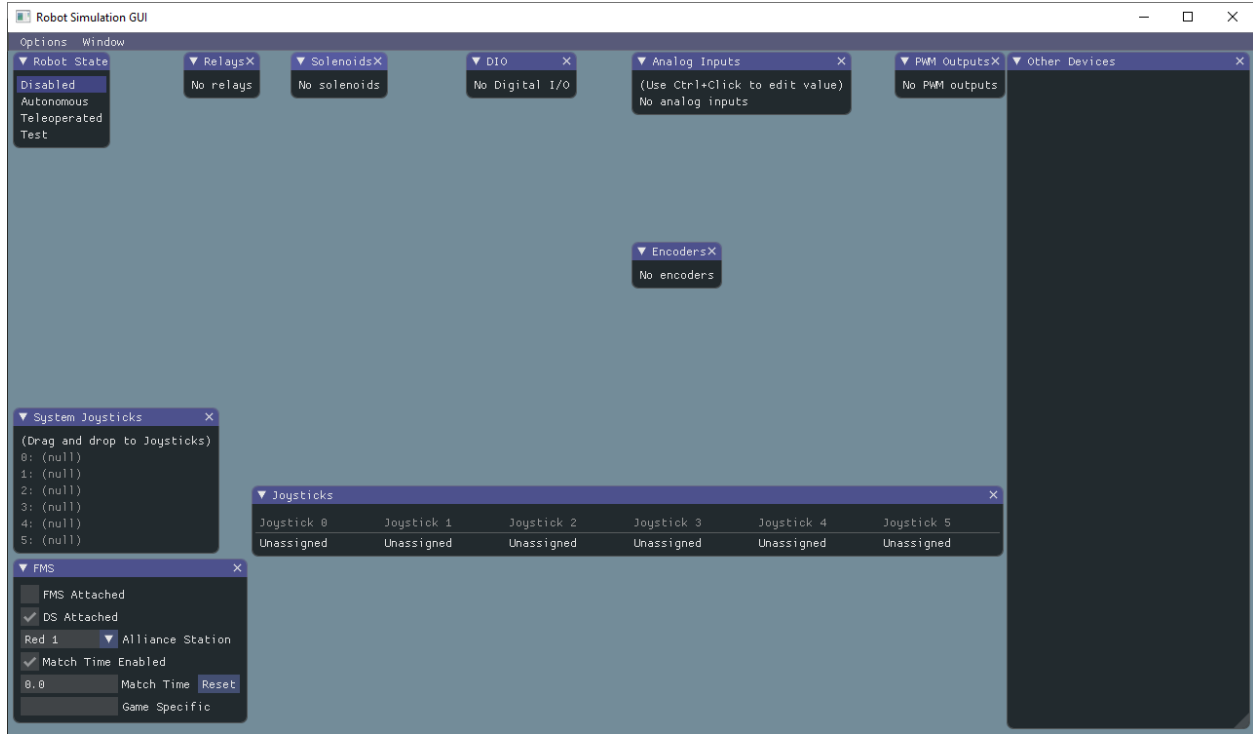 Robot Simulation GUI
Options Window
Robot State
Disabled
Autonomous
Teleoperated
Test
Relays
No relays
Solenoids
No solenoids
DIO
No Digital I/O
Analog Inputs
(Use Ctrl+Click to edit value)
No analog inputs
PWM Outputs
No PWM outputs
Other Devices
Encoders
No encoders
System Joysticks
(Drag and drop to Joysticks)
0: (null)
1: (null)
2: (null)
3: (null)
4: (null)
5: (null)
Joysticks
Joystick 0 Joystick 1 Joystick 2 Joystick 3 Joystick 4 Joystick 5
Unassigned Unassigned Unassigned Unassigned Unassigned Unassigned
FMS
FMS Attached
DS Attached
Red 1 Alliance Station
Match Time Enabled
0.0 Match Time Reset
Game Specific